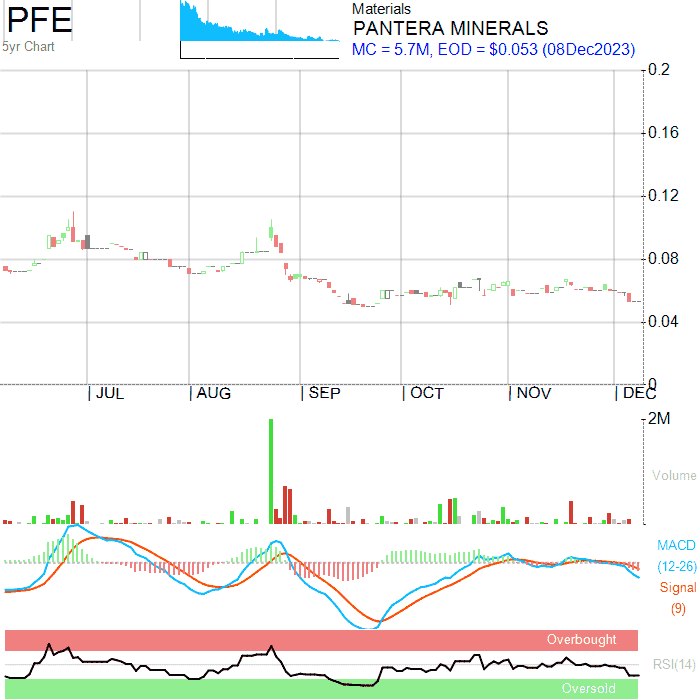 PFE
5yr Chart
Materials
PANTERA MINERALS
MC = 5.7M, EOD = $0.053 (08Dec2023)
0.2
0.16
0.12
0.08
0.04
0
JUL AUG SEP OCT NOV DEC
2M
Volume
MACD
(12-26)
Signal
(9)
Overbought
RSI(14)
Oversold